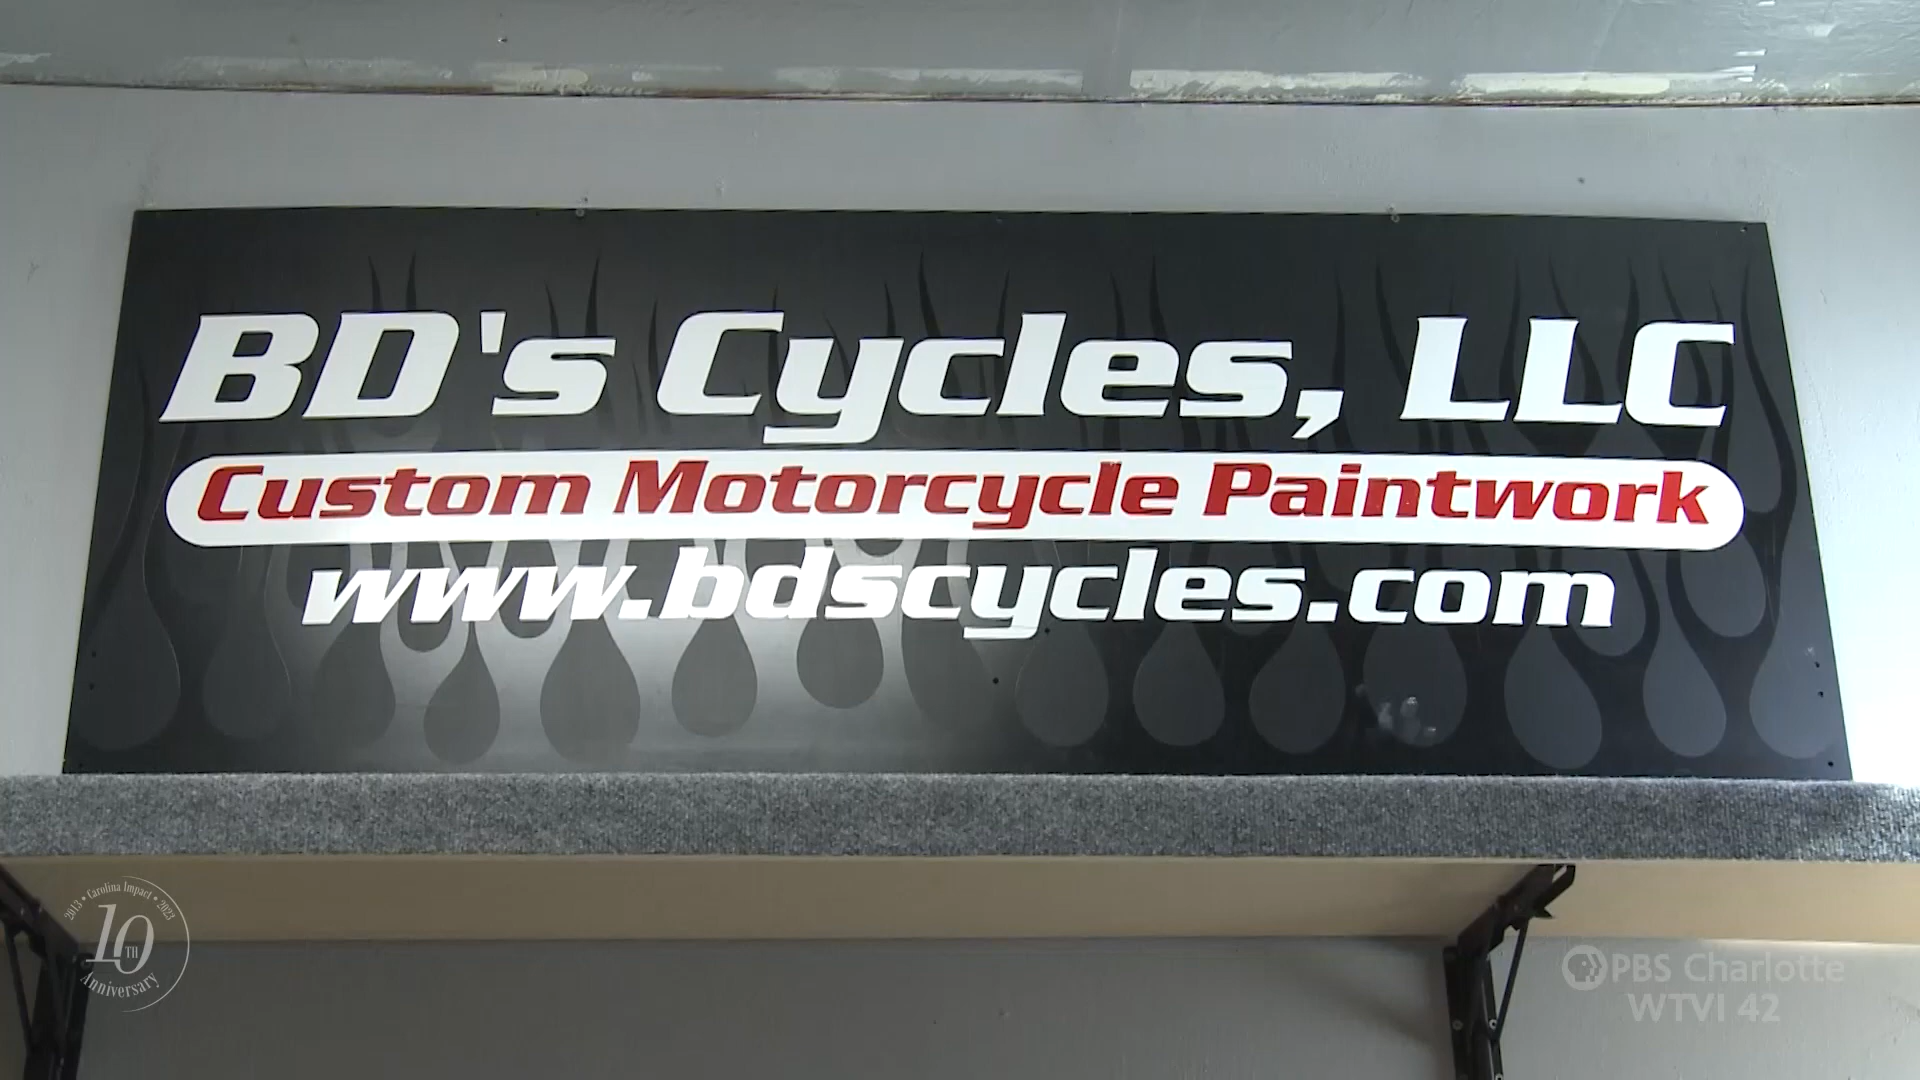 BD's Cycles, LLC
Custom Motorcycle Paintwork
www.bdscycles.com
2013 • Carolina Impact • 2023
10TH
Anniversary
PBS Charlotte
WTVI 42